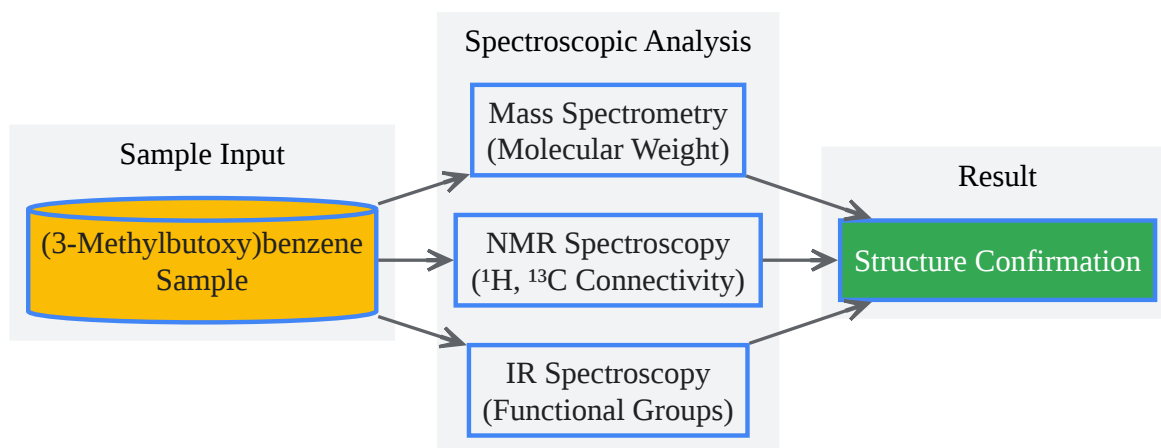 Sample Input
(3-Methylbutoxy)benzene
Sample
Spectroscopic Analysis
Mass Spectrometry
(Molecular Weight)
NMR Spectroscopy
(¹H, ¹³C Connectivity)
IR Spectroscopy
(Functional Groups)
Result
Structure Confirmation